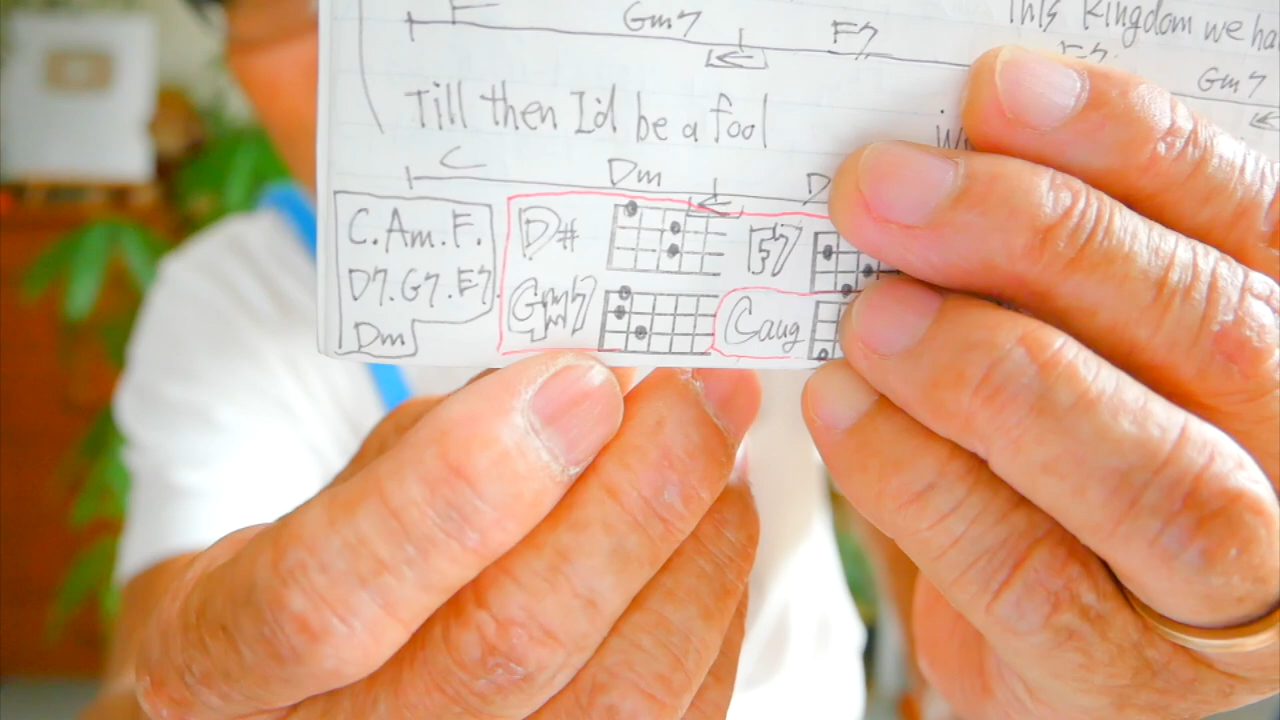 This Kingdom we ha
Gm7 F7 F7 Gm7
Till then I'd be a fool
C Dm D
C. Am. F. D# F7
D7. G7. E7. Gm7 Caug
Dm